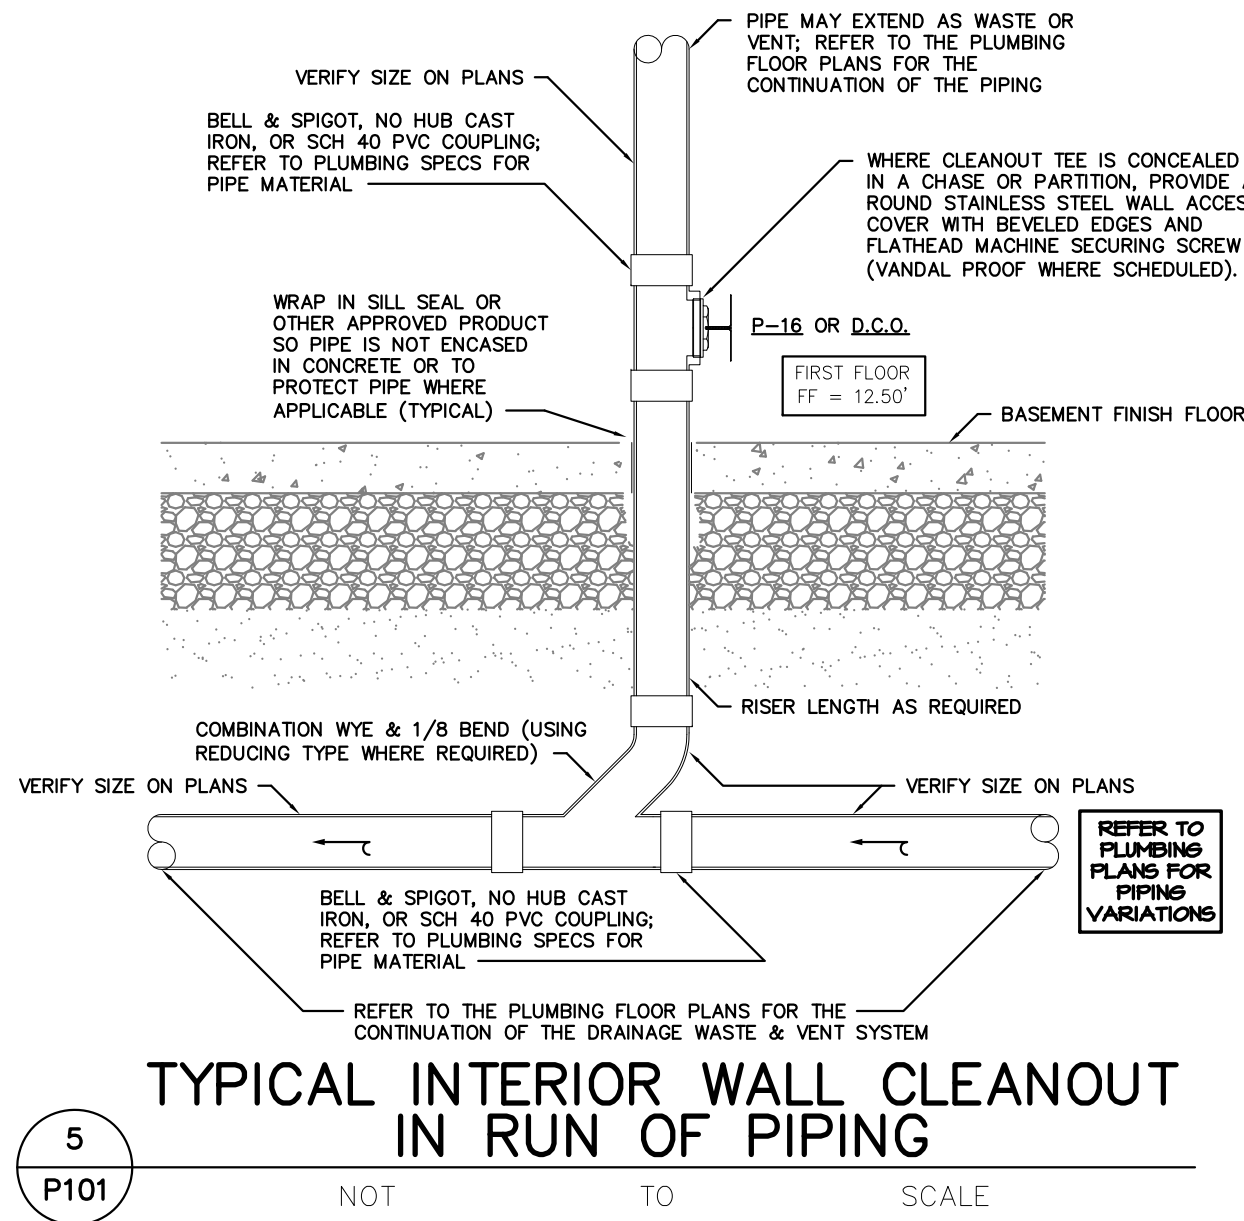 PIPE MAY EXTEND AS WASTE OR
VENT; REFER TO THE PLUMBING
FLOOR PLANS FOR THE
CONTINUATION OF THE PIPING
VERIFY SIZE ON PLANS
BELL & SPIGOT, NO HUB CAST
IRON, OR SCH 40 PVC COUPLING;
REFER TO PLUMBING SPECS FOR
PIPE MATERIAL
WHERE CLEANOUT TEE IS CONCEALED
IN A CHASE OR PARTITION, PROVIDE A
ROUND STAINLESS STEEL WALL ACCES
COVER WITH BEVELED EDGES AND
FLATHEAD MACHINE SECURING SCREW
(VANDAL PROOF WHERE SCHEDULED).
WRAP IN SILL SEAL OR
OTHER APPROVED PRODUCT
SO PIPE IS NOT ENCASED
IN CONCRETE OR TO
PROTECT PIPE WHERE
APPLICABLE (TYPICAL)
P-16 OR D.C.O.
FIRST FLOOR
FF = 12.50'
BASEMENT FINISH FLOOR
RISER LENGTH AS REQUIRED
COMBINATION WYE & 1/8 BEND (USING
REDUCING TYPE WHERE REQUIRED)
VERIFY SIZE ON PLANS
VERIFY SIZE ON PLANS
REFER TO
PLUMBING
PLANS FOR
PIPING
VARIATIONS
BELL & SPIGOT, NO HUB CAST
IRON, OR SCH 40 PVC COUPLING;
REFER TO PLUMBING SPECS FOR
PIPE MATERIAL
REFER TO THE PLUMBING FLOOR PLANS FOR THE
CONTINUATION OF THE DRAINAGE WASTE & VENT SYSTEM
TYPICAL INTERIOR WALL CLEANOUT
IN RUN OF PIPING
5
P101
NOT TO SCALE